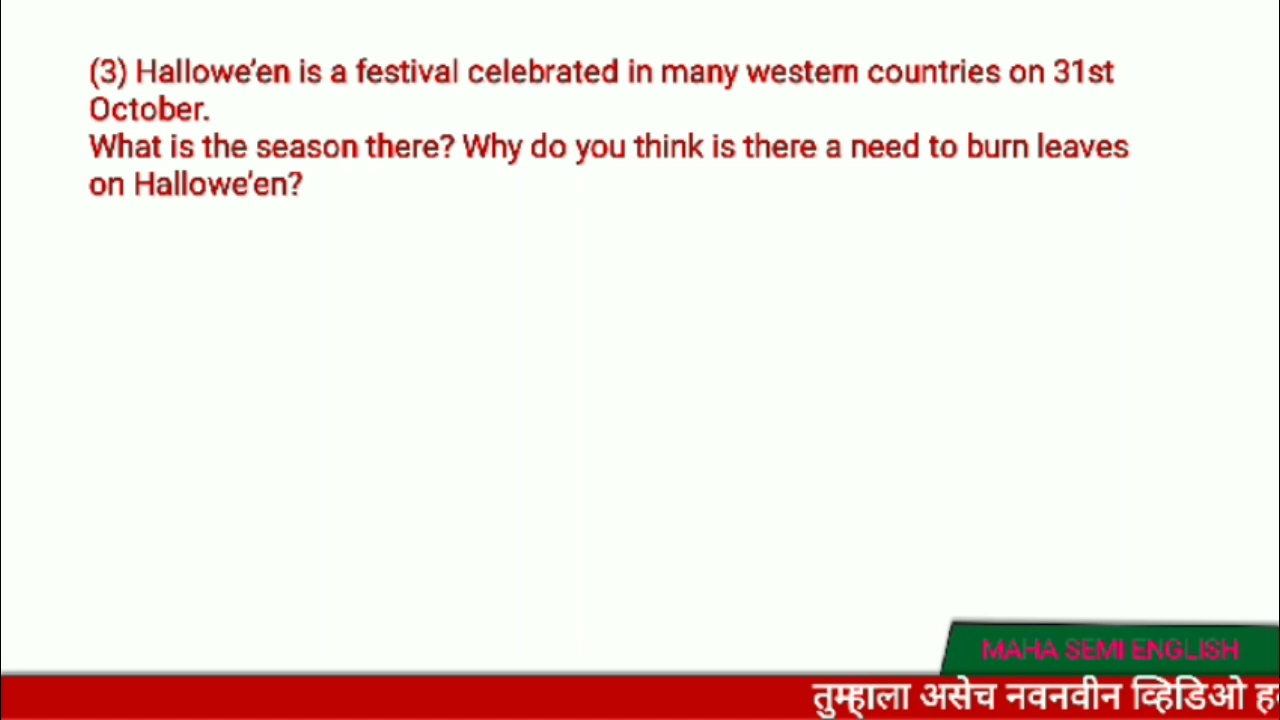 (3) Hallowe'en is a festival celebrated in many western countries on 31st
October.
What is the season there? Why do you think is there a need to burn leaves
on Hallowe'en?
MAHA SEMI ENGLISH
तुम्हाला असेच नवनवीन व्हिडिओ